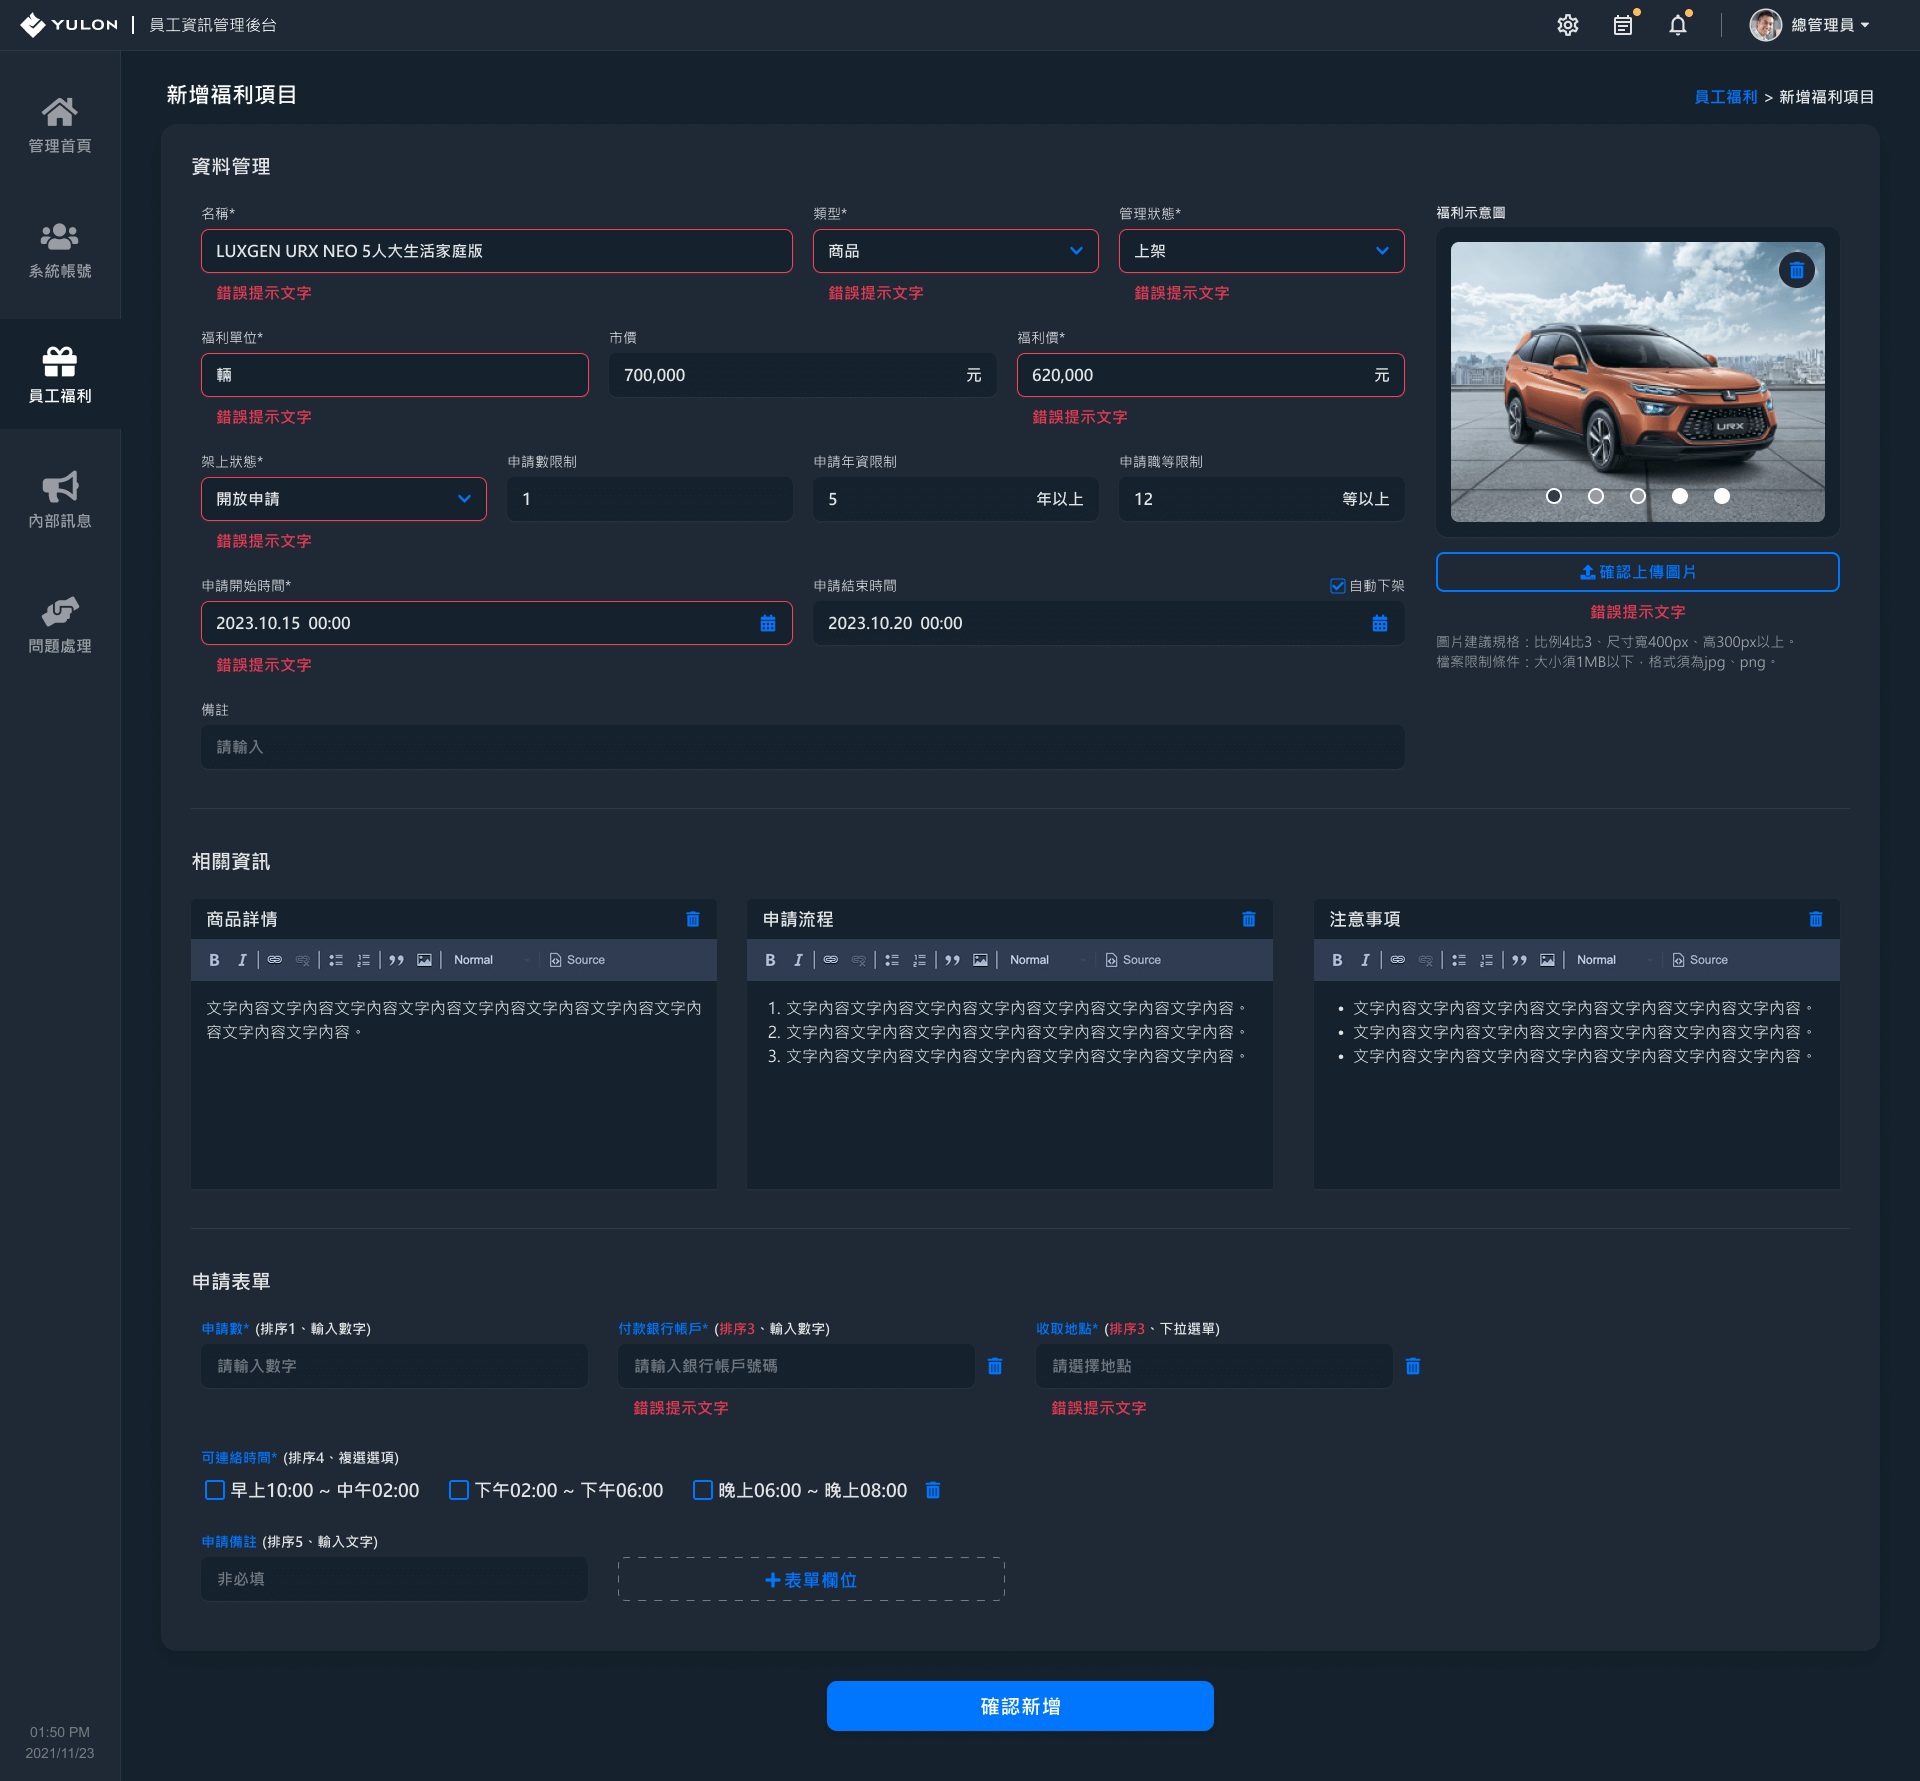 YULON
員工資訊管理後台
總管理員
管理首頁
系統帳號
員工福利
內部訊息
問題處理
01:50 PM
2021/11/23
新增福利項目
員工福利 > 新增福利項目
資料管理
名稱*
類型*
管理狀態*
LUXGEN URX NEO 5人大生活家庭版
商品
上架
錯誤提示文字
錯誤提示文字
錯誤提示文字
福利單位*
市價
福利價*
輛
700,000 元
620,000 元
錯誤提示文字
錯誤提示文字
架上狀態*
申請數限制
申請年資限制
申請職等限制
開放申請
1
5 年以上
12 等以上
錯誤提示文字
申請開始時間*
申請結束時間
自動下架
2023.10.15 00:00
2023.10.20 00:00
錯誤提示文字
備註
請輸入
福利示意圖
URX
確認上傳圖片
錯誤提示文字
圖片建議規格：比例4比3、尺寸寬400px、高300px以上。
檔案限制條件：大小須1MB以下，格式須為jpg、png。
相關資訊
商品詳情
B I Normal Source
文字內容文字內容文字內容文字內容文字內容文字內容文字內容文字內
容文字內容文字內容。
申請流程
B I Normal Source
1. 文字內容文字內容文字內容文字內容文字內容文字內容文字內容。
2. 文字內容文字內容文字內容文字內容文字內容文字內容文字內容。
3. 文字內容文字內容文字內容文字內容文字內容文字內容文字內容。
注意事項
B I Normal Source
• 文字內容文字內容文字內容文字內容文字內容文字內容文字內容。
• 文字內容文字內容文字內容文字內容文字內容文字內容文字內容。
• 文字內容文字內容文字內容文字內容文字內容文字內容文字內容。
申請表單
申請數* (排序1、輸入數字)
付款銀行帳戶* (排序3、輸入數字)
收取地點* (排序3、下拉選單)
請輸入數字
請輸入銀行帳戶號碼
請選擇地點
錯誤提示文字
錯誤提示文字
可連絡時間* (排序4、複選選項)
早上10:00 ~ 中午02:00
下午02:00 ~ 下午06:00
晚上06:00 ~ 晚上08:00
申請備註 (排序5、輸入文字)
非必填
表單欄位
確認新增